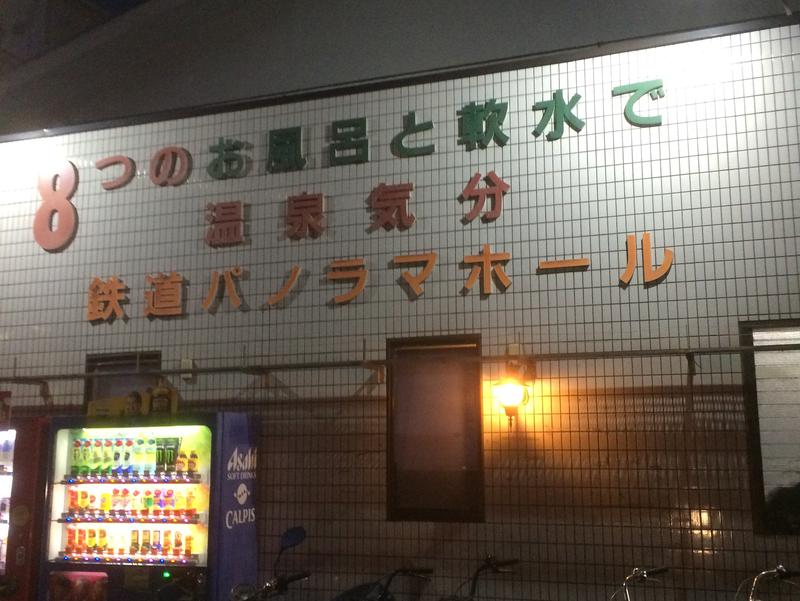 8つのお風呂と軟水で
温泉気分
鉄道パノラマホール
Asahi
SOFT DRINKS
CALPIS